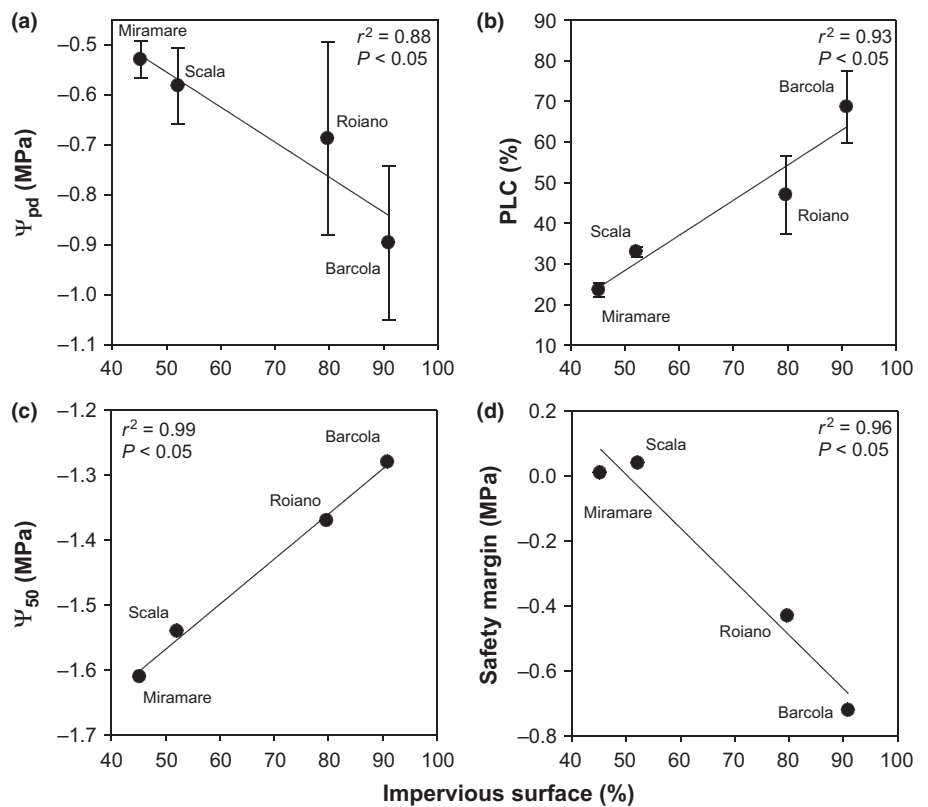 (a)
Miramare
Scala
Roiano
Barcola
r² = 0.88
P < 0.05
Ψpd (MPa)
–0.5
–0.6
–0.7
–0.8
–0.9
–1.0
–1.1
40 50 60 70 80 90 100
(b)
r² = 0.93
P < 0.05
Barcola
Roiano
Scala
Miramare
PLC (%)
90
80
70
60
50
40
30
20
10
40 50 60 70 80 90 100
(c)
r² = 0.99
P < 0.05
Barcola
Roiano
Scala
Miramare
Ψ50 (MPa)
–1.2
–1.3
–1.4
–1.5
–1.6
–1.7
40 50 60 70 80 90 100
(d)
r² = 0.96
P < 0.05
Scala
Miramare
Roiano
Barcola
Safety margin (MPa)
0.2
0.0
–0.2
–0.4
–0.6
–0.8
40 50 60 70 80 90 100
Impervious surface (%)